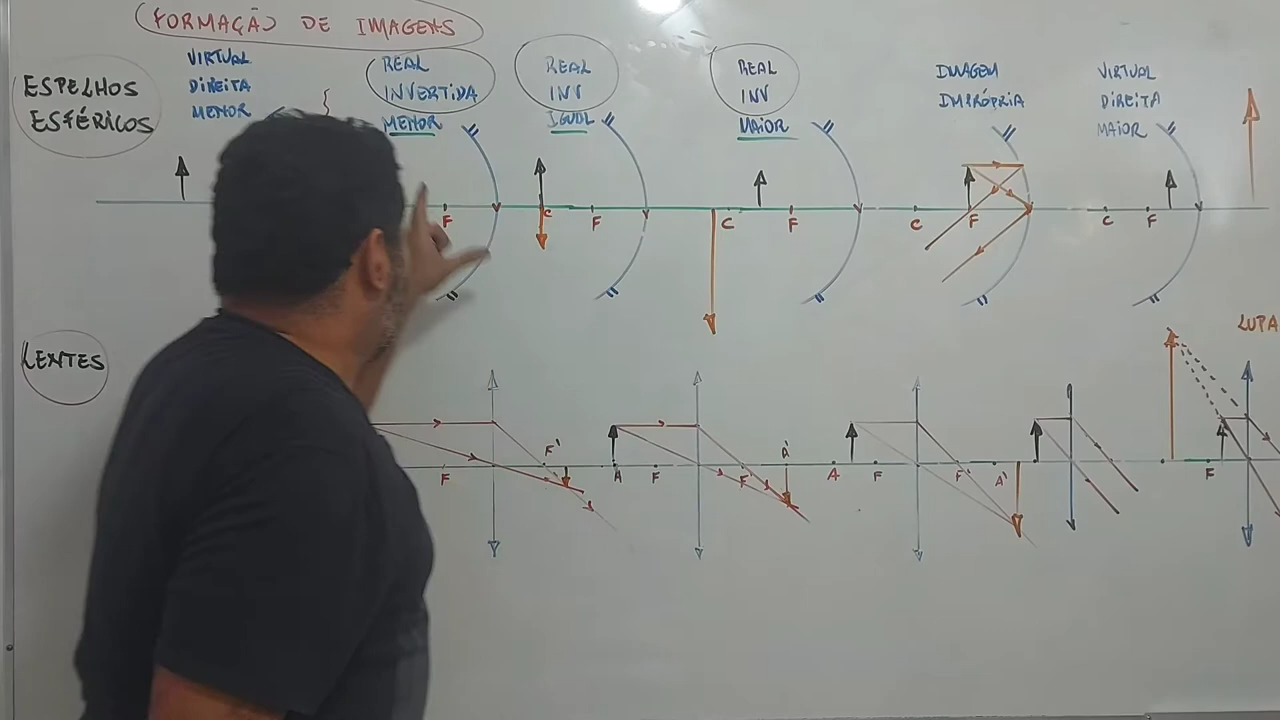 FORMAÇÃO DE IMAGENS
ESPELHOS
ESFÉRICOS
VIRTUAL
DIREITA
MENOR
REAL
INVERTIDA
MENOR
REAL
INV
IGUAL
REAL
INV
MAIOR
IMAGEM
IMPRÓPRIA
VIRTUAL
DIREITA
MAIOR
F
C
F
C
F
C
F
C
F
LENTES
LUPA
F
F'
A
F
F'
A'
A
F
F'
A'
F